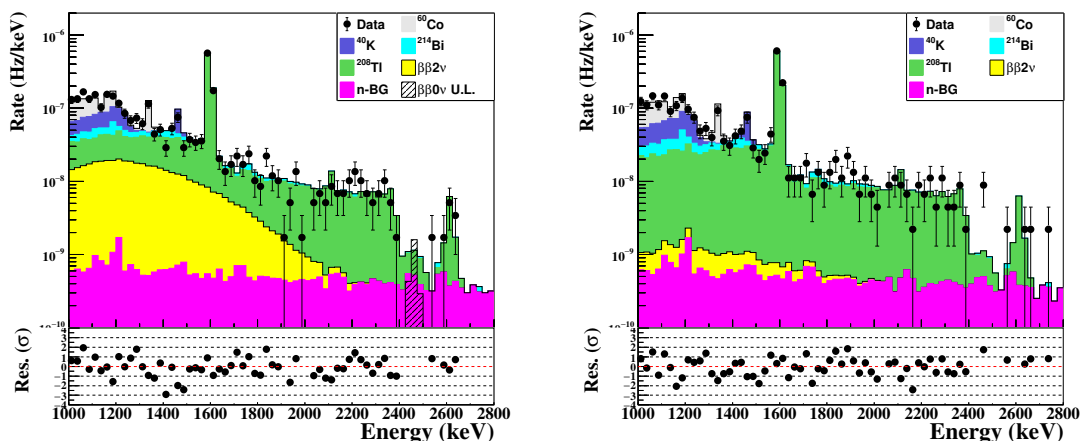 Rate (Hz/keV)
10⁻⁶
10⁻⁷
10⁻⁸
10⁻⁹
10⁻¹⁰
Data
⁶⁰Co
⁴⁰K
²¹⁴Bi
²⁰⁸Tl
ββ2ν
n-BG
ββ0ν U.L.
Res. (σ)
4
3
2
1
0
−1
−2
−3
−4
1000 1200 1400 1600 1800 2000 2200 2400 2600 2800
Energy (keV)
Rate (Hz/keV)
10⁻⁶
10⁻⁷
10⁻⁸
10⁻⁹
10⁻¹⁰
Data
⁶⁰Co
⁴⁰K
²¹⁴Bi
²⁰⁸Tl
ββ2ν
n-BG
Res. (σ)
4
3
2
1
0
−1
−2
−3
−4
1000 1200 1400 1600 1800 2000 2200 2400 2600 2800
Energy (keV)